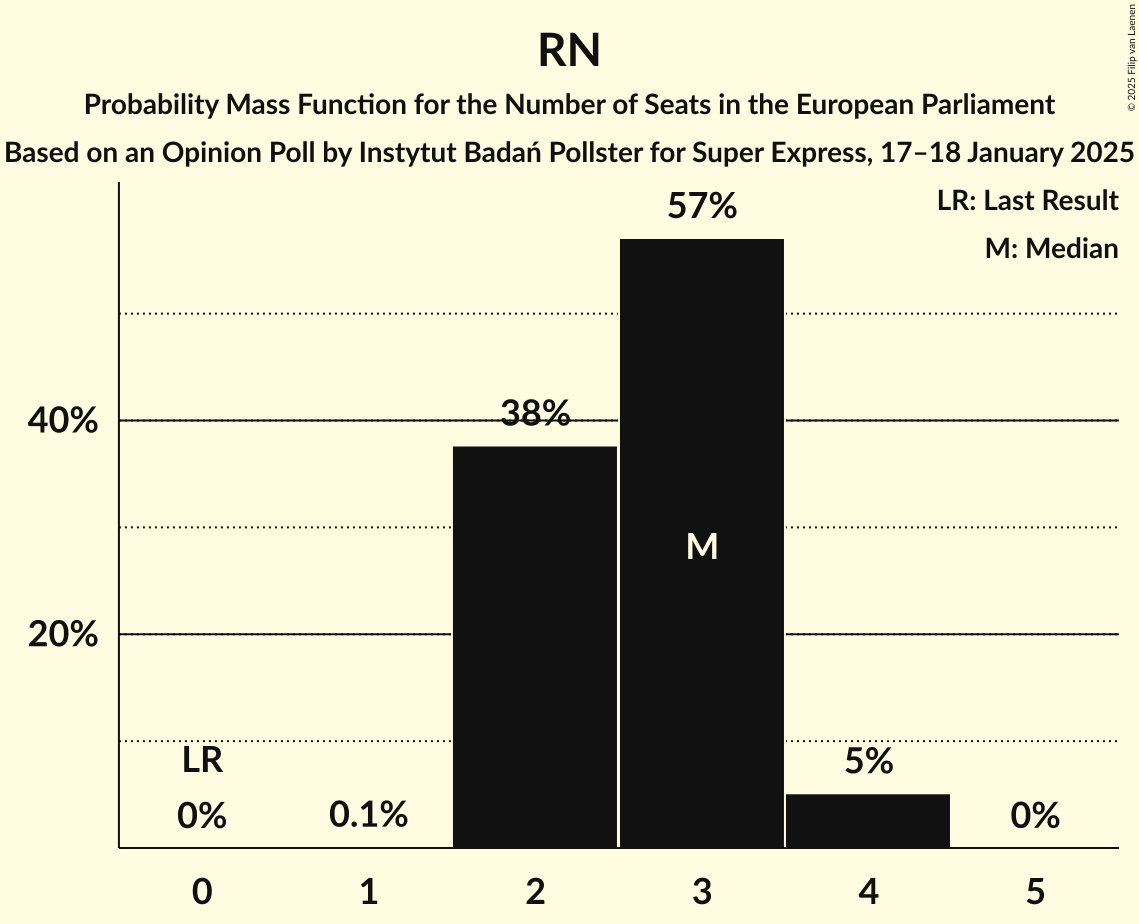 RN
Probability Mass Function for the Number of Seats in the European Parliament
Based on an Opinion Poll by Instytut Badań Pollster for Super Express, 17–18 January 2025
© 2025 Filip van Laenen
LR: Last Result
M: Median
57%
40%
38%
M
20%
LR
0%
0.1%
5%
0%
0 1 2 3 4 5